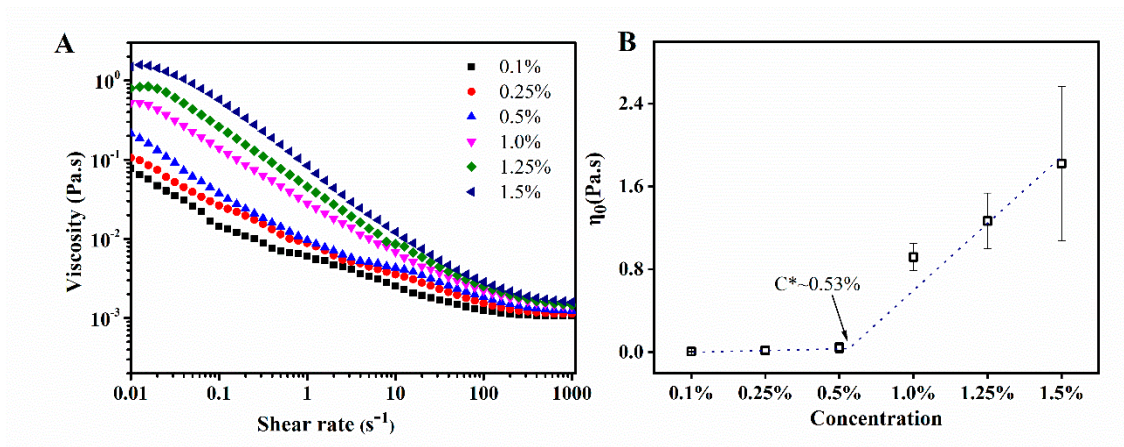 A
Viscosity (Pa.s)
10⁰
10⁻¹
10⁻²
10⁻³
0.1%
0.25%
0.5%
1.0%
1.25%
1.5%
0.01 0.1 1 10 100 1000
Shear rate (s⁻¹)
B
η₀(Pa.s)
2.4
1.6
0.8
0.0
C*~0.53%
0.1% 0.25% 0.5% 1.0% 1.25% 1.5%
Concentration